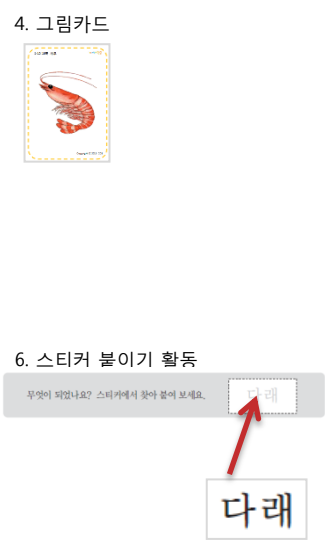 4. 그림카드
6. 스티커 붙이기 활동
무엇이 되었나요? 스티커에서 찾아 붙여 보세요.
다래
다래